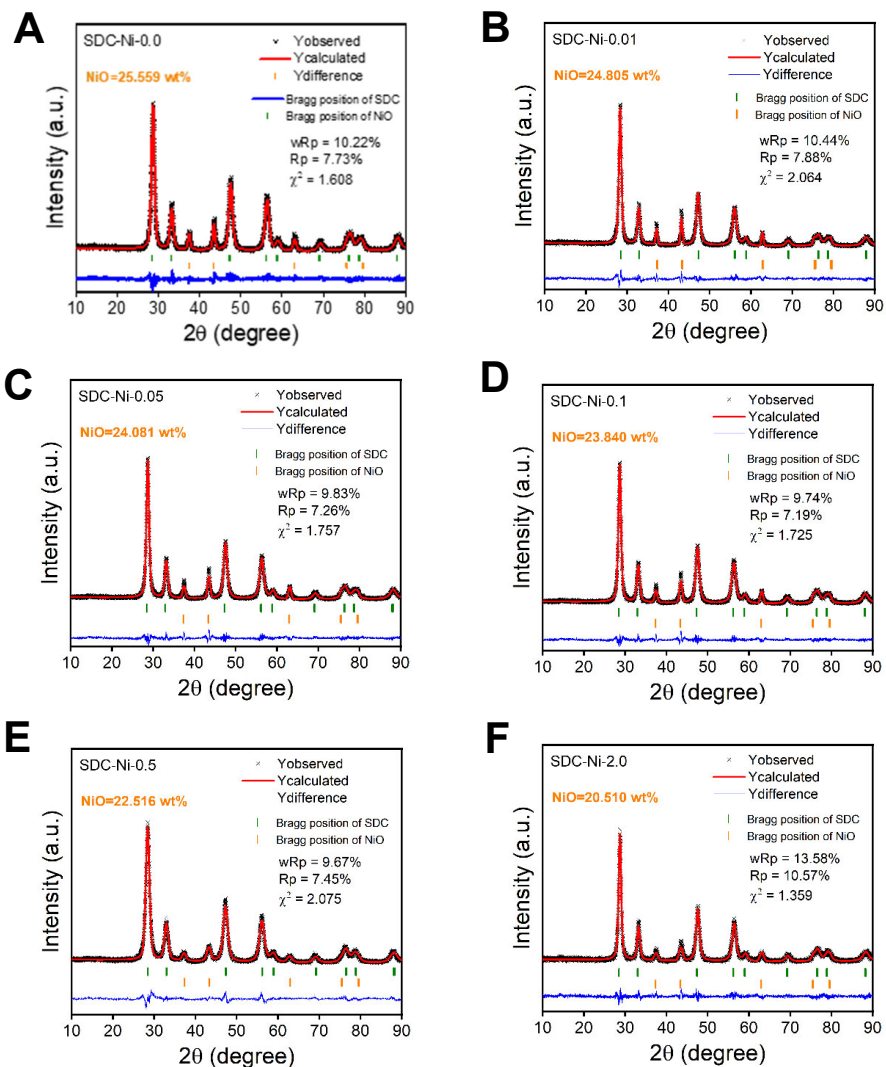 A
SDC-Ni-0.0
NiO=25.559 wt%
Yobserved
Ycalculated
Ydifference
Bragg position of SDC
Bragg position of NiO
wRp = 10.22%
Rp = 7.73%
χ² = 1.608
Intensity (a.u.)
10 20 30 40 50 60 70 80 90
2θ (degree)
B
SDC-Ni-0.01
NiO=24.805 wt%
Yobserved
Ycalculated
Ydifference
Bragg position of SDC
Bragg position of NiO
wRp = 10.44%
Rp = 7.88%
χ² = 2.064
Intensity (a.u.)
10 20 30 40 50 60 70 80 90
2θ (degree)
C
SDC-Ni-0.05
NiO=24.081 wt%
Yobserved
Ycalculated
Ydifference
Bragg position of SDC
Bragg position of NiO
wRp = 9.83%
Rp = 7.26%
χ² = 1.757
Intensity (a.u.)
10 20 30 40 50 60 70 80 90
2θ (degree)
D
SDC-Ni-0.1
NiO=23.840 wt%
Yobserved
Ycalculated
Ydifference
Bragg position of SDC
Bragg position of NiO
wRp = 9.74%
Rp = 7.19%
χ² = 1.725
Intensity (a.u.)
10 20 30 40 50 60 70 80 90
2θ (degree)
E
SDC-Ni-0.5
NiO=22.516 wt%
Yobserved
Ycalculated
Ydifference
Bragg position of SDC
Bragg position of NiO
wRp = 9.67%
Rp = 7.45%
χ² = 2.075
Intensity (a.u.)
10 20 30 40 50 60 70 80 90
2θ (degree)
F
SDC-Ni-2.0
NiO=20.510 wt%
Yobserved
Ycalculated
Ydifference
Bragg position of SDC
Bragg position of NiO
wRp = 13.58%
Rp = 10.57%
χ² = 1.359
Intensity (a.u.)
10 20 30 40 50 60 70 80 90
2θ (degree)